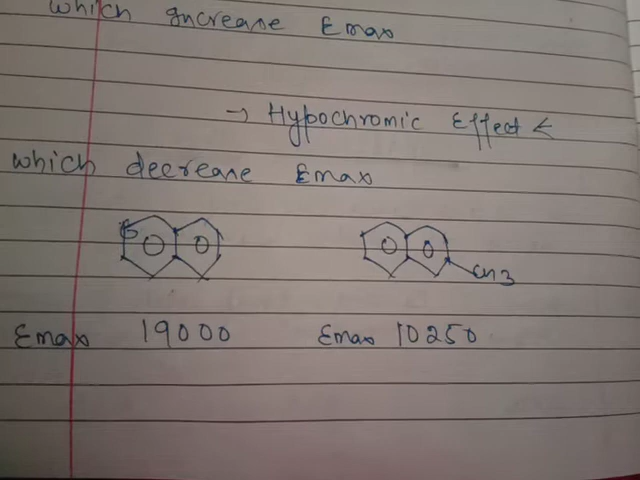 which increase Emax
→ Hypochromic Effect <
which decrease Emax
CH3
Emax 19000 Emax 10250